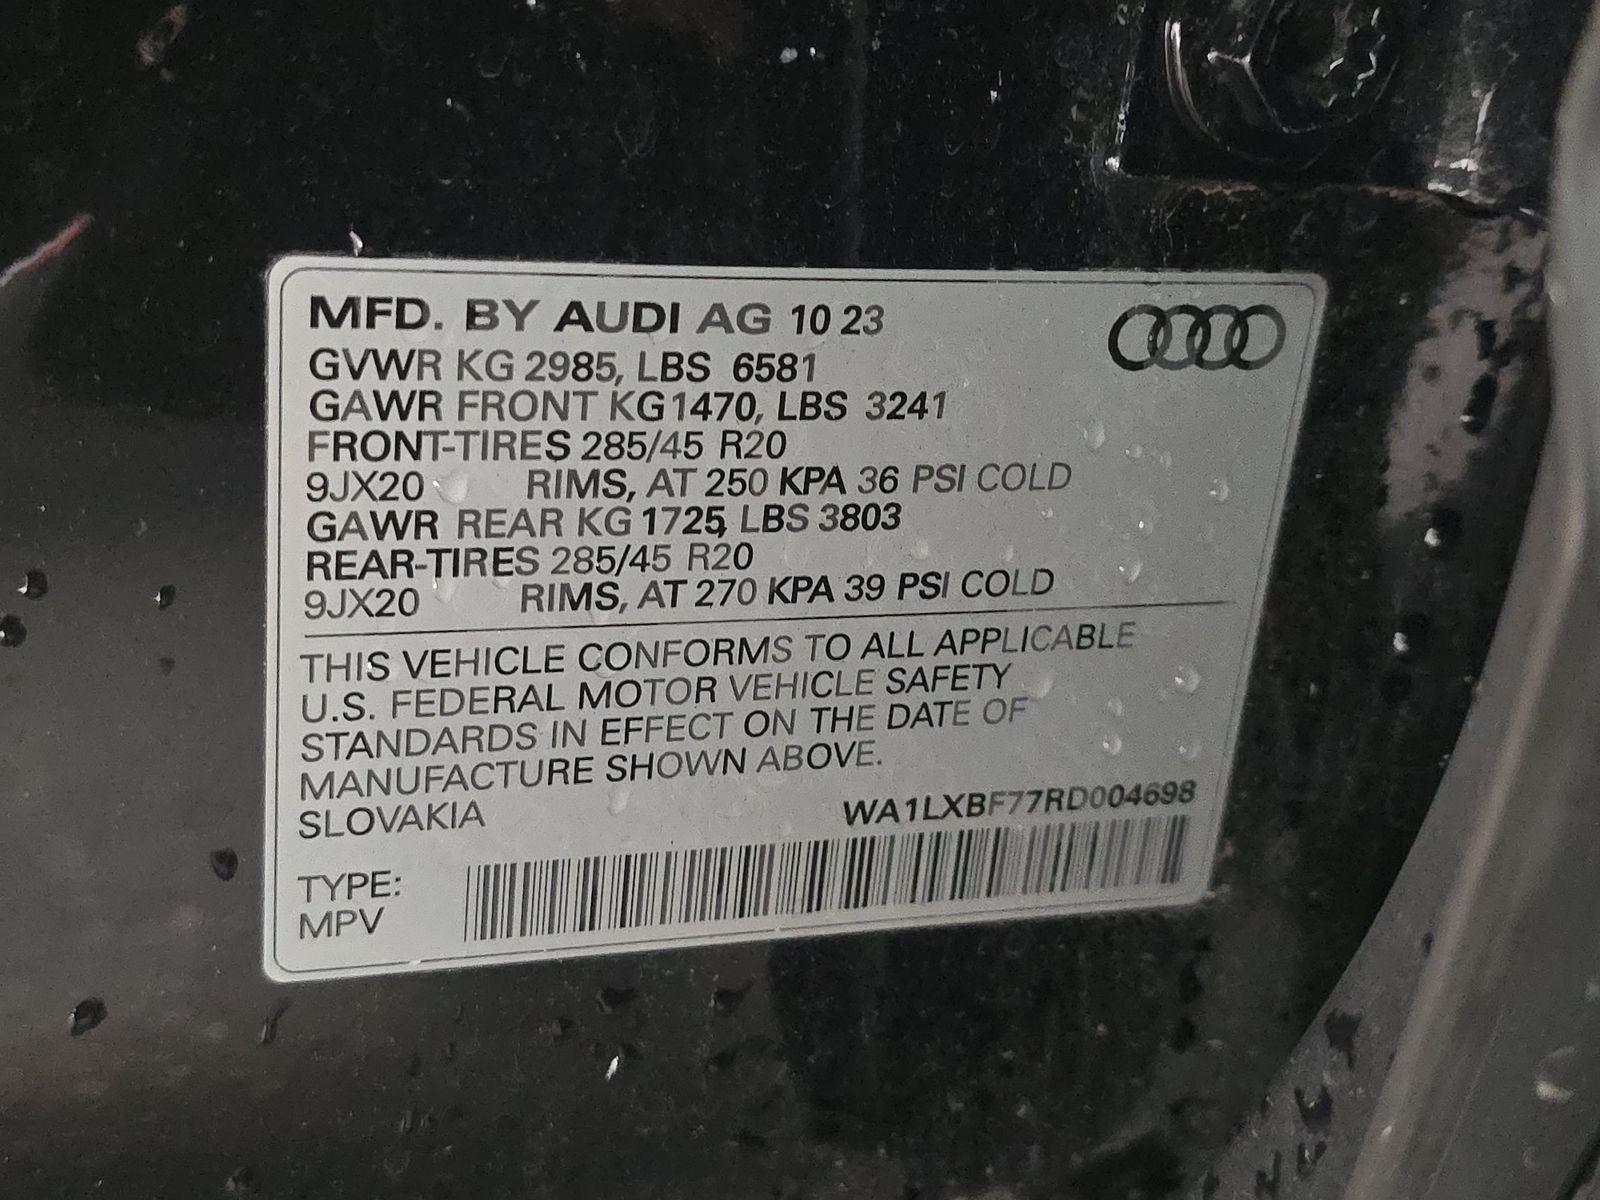 MFD. BY AUDI AG 10 23
GVWR KG 2985, LBS 6581
GAWR FRONT KG 1470, LBS 3241
FRONT-TIRES 285/45 R20
9JX20 RIMS, AT 250 KPA 36 PSI COLD
GAWR REAR KG 1725, LBS 3803
REAR-TIRES 285/45 R20
9JX20 RIMS, AT 270 KPA 39 PSI COLD
THIS VEHICLE CONFORMS TO ALL APPLICABLE
U.S. FEDERAL MOTOR VEHICLE SAFETY
STANDARDS IN EFFECT ON THE DATE OF
MANUFACTURE SHOWN ABOVE.
SLOVAKIA WA1LXBF77RD004698
TYPE:
MPV